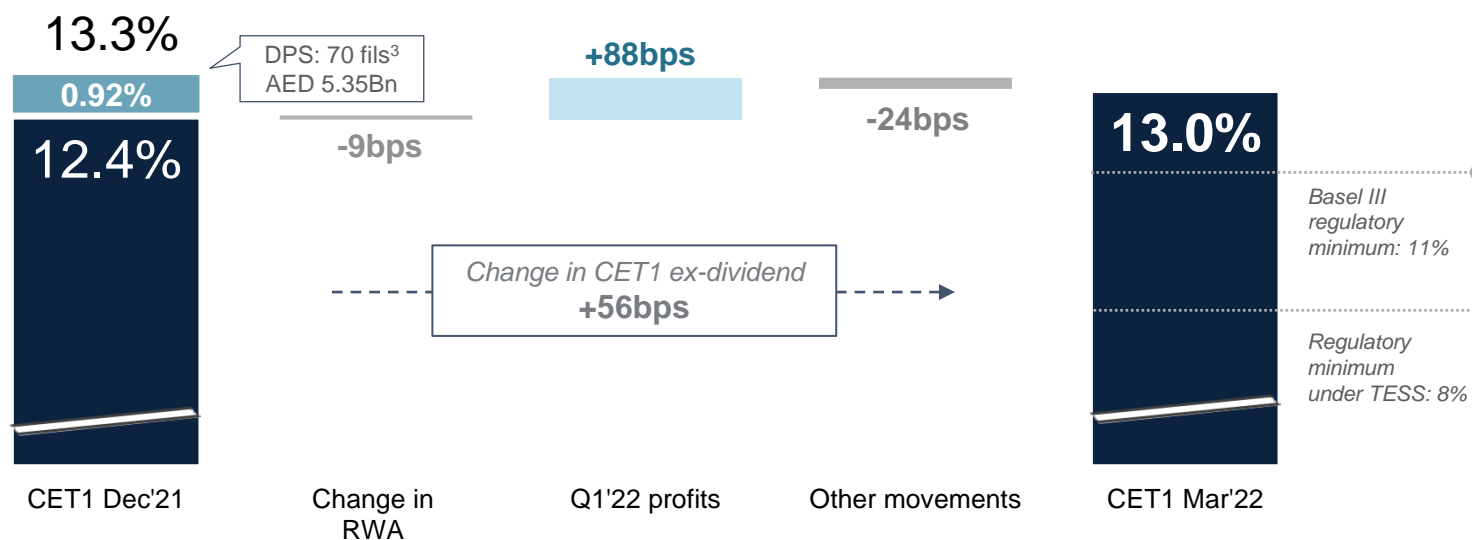 13.3%
DPS: 70 fils³
AED 5.35Bn
0.92%
12.4%
-9bps
+88bps
-24bps
13.0%
Basel III
regulatory
minimum: 11%
Change in CET1 ex-dividend
+56bps
Regulatory
minimum
under TESS: 8%
CET1 Dec'21
Change in
RWA
Q1'22 profits
Other movements
CET1 Mar'22